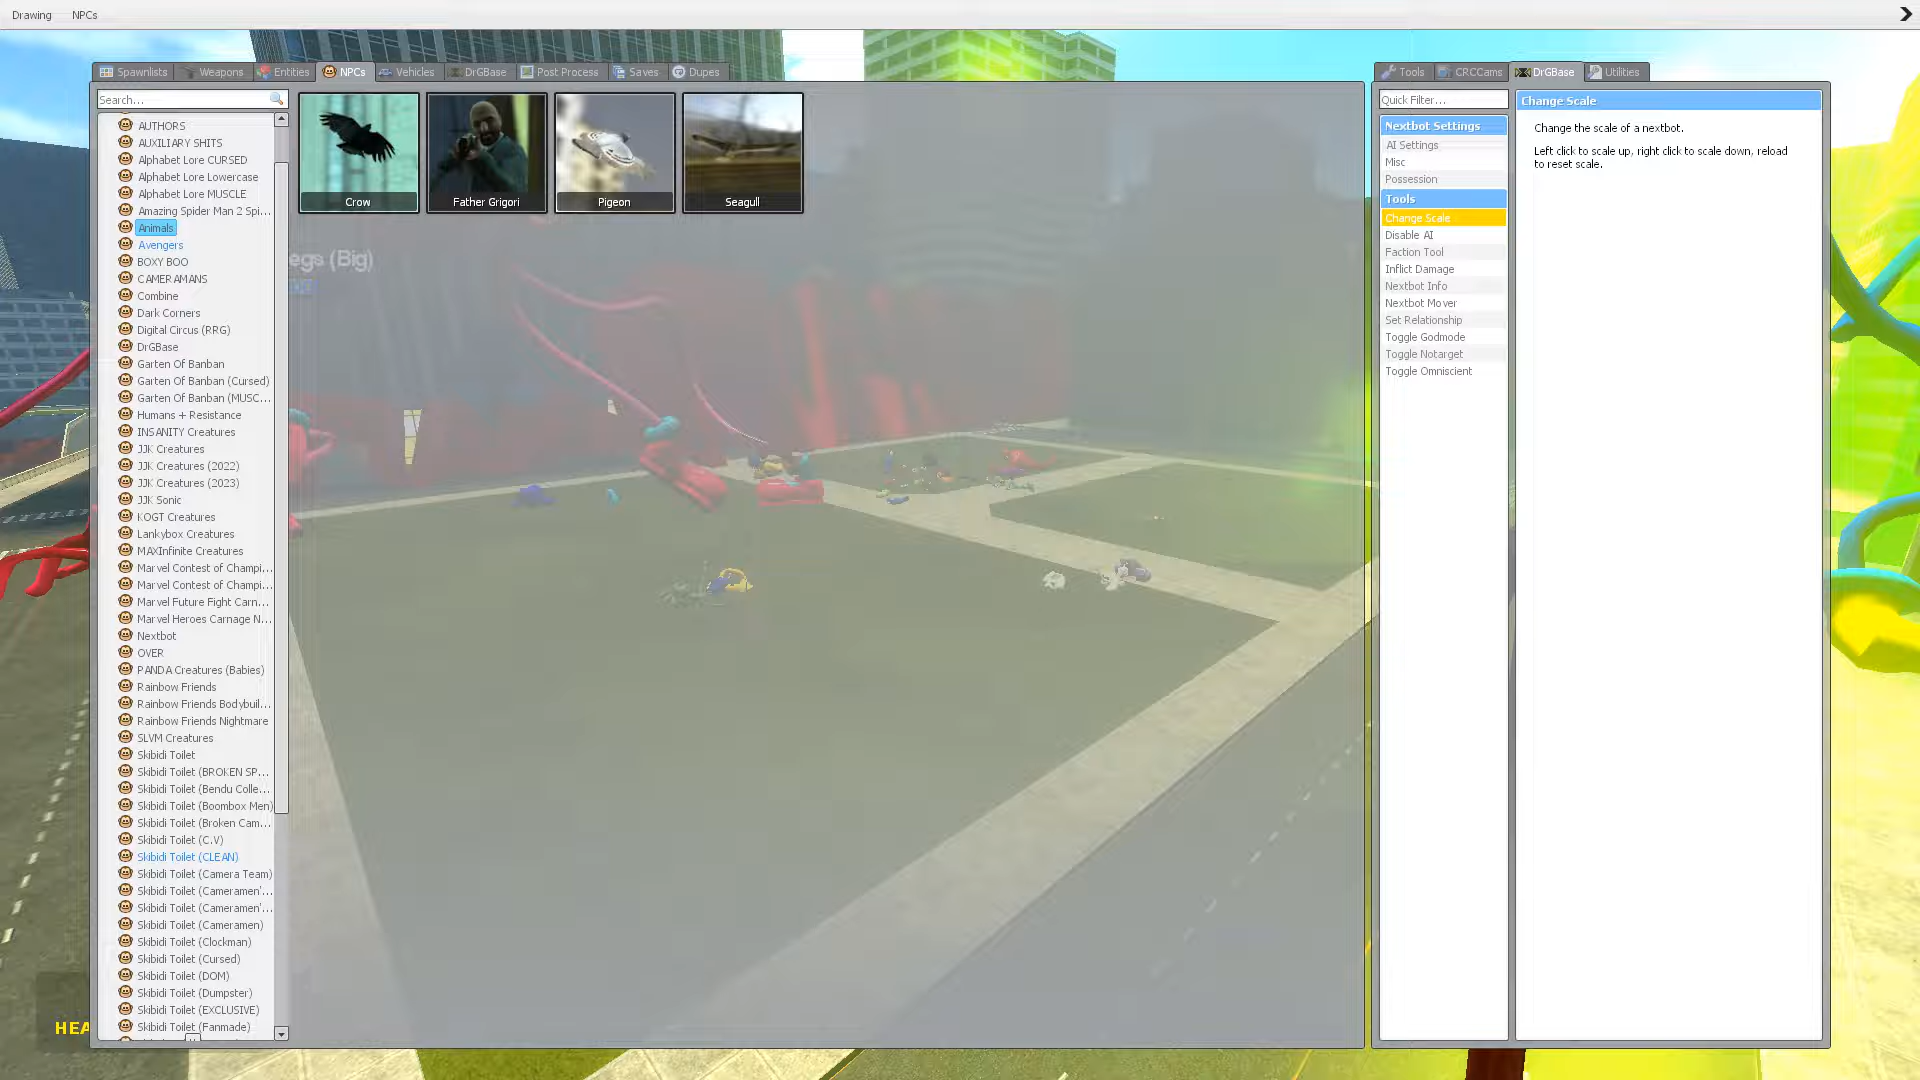 Drawing NPCs
Spawnlists Weapons Entities NPCs Vehicles DrGBase Post Process Saves Dupes
Tools CRCCams DrGBase Utilities
Search...
AUTHORS
AUXILIARY SHITS
Alphabet Lore CURSED
Alphabet Lore Lowercase
Alphabet Lore MUSCLE
Amazing Spider Man 2 Spi...
Animals
Avengers
BOXY BOO
CAMERAMANS
Combine
Dark Corners
Digital Circus (RRG)
DrGBase
Garten Of Banban
Garten Of Banban (Cursed)
Garten Of Banban (MUSC...
Humans + Resistance
INSANITY Creatures
JJK Creatures
JJK Creatures (2022)
JJK Creatures (2023)
JJK Sonic
KOGT Creatures
Lankybox Creatures
MAXInfinite Creatures
Marvel Contest of Champi...
Marvel Contest of Champi...
Marvel Future Fight Carn...
Marvel Heroes Carnage N...
Nextbot
OVER
PANDA Creatures (Babies)
Rainbow Friends
Rainbow Friends Bodybuil...
Rainbow Friends Nightmare
SLVM Creatures
Skibidi Toilet
Skibidi Toilet (BROKEN SP...
Skibidi Toilet (Bendu Colle...
Skibidi Toilet (Boombox Men)
Skibidi Toilet (Broken Cam...
Skibidi Toilet (C.V)
Skibidi Toilet (CLEAN)
Skibidi Toilet (Camera Team)
Skibidi Toilet (Cameramen'...
Skibidi Toilet (Cameramen'...
Skibidi Toilet (Cameramen)
Skibidi Toilet (Clockman)
Skibidi Toilet (Cursed)
Skibidi Toilet (DOM)
Skibidi Toilet (Dumpster)
Skibidi Toilet (EXCLUSIVE)
Skibidi Toilet (Fanmade)
HEA
Crow
Father Grigori
Pigeon
Seagull
egs (Big)
Quick Filter...
Nextbot Settings
AI Settings
Misc
Possession
Tools
Change Scale
Disable AI
Faction Tool
Inflict Damage
Nextbot Info
Nextbot Mover
Set Relationship
Toggle Godmode
Toggle Notarget
Toggle Omniscient
Change Scale
Change the scale of a nextbot.
Left click to scale up, right click to scale down, reload
to reset scale.